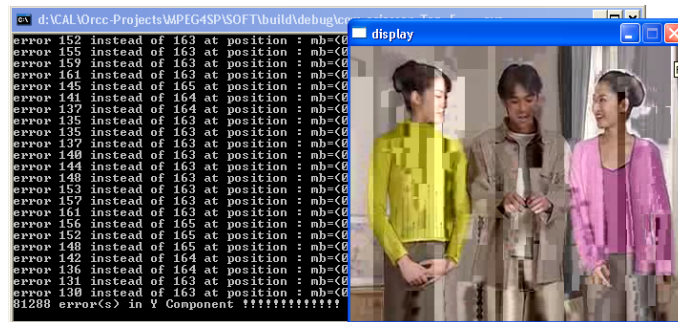 d:\CAL\Orcc-Projects\MPEG4SP\SOFT\build\debug\
display
error 152 instead of 163 at position : mb=<0
error 155 instead of 163 at position : mb=<0
error 159 instead of 163 at position : mb=<0
error 161 instead of 163 at position : mb=<0
error 145 instead of 165 at position : mb=<0
error 141 instead of 164 at position : mb=<0
error 137 instead of 164 at position : mb=<0
error 135 instead of 163 at position : mb=<0
error 135 instead of 163 at position : mb=<0
error 137 instead of 163 at position : mb=<0
error 140 instead of 163 at position : mb=<0
error 144 instead of 163 at position : mb=<0
error 148 instead of 163 at position : mb=<0
error 153 instead of 163 at position : mb=<0
error 157 instead of 163 at position : mb=<0
error 161 instead of 163 at position : mb=<0
error 156 instead of 165 at position : mb=<0
error 152 instead of 165 at position : mb=<0
error 148 instead of 165 at position : mb=<0
error 142 instead of 164 at position : mb=<0
error 136 instead of 164 at position : mb=<0
error 131 instead of 163 at position : mb=<0
error 130 instead of 163 at position : mb=<0
81288 error(s) in Y Component !!!!!!!!!!!!!